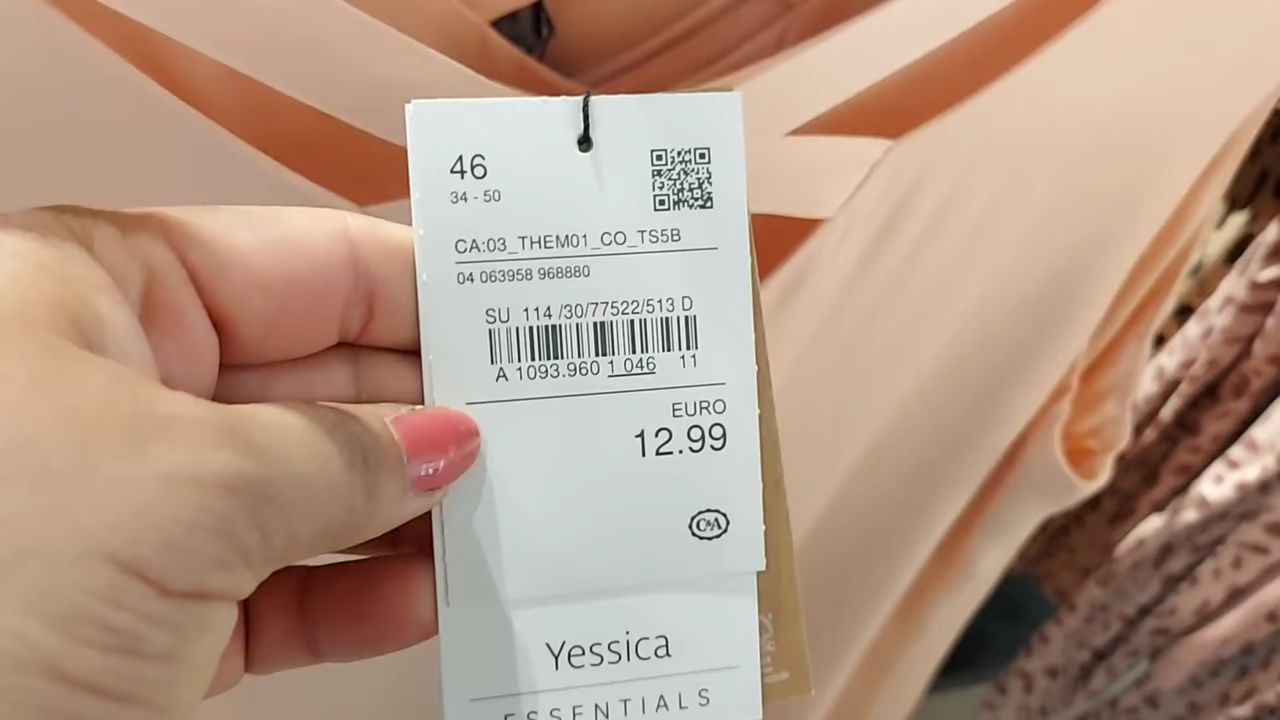 46
34 - 50
CA:03_THEM01_CO_TS5B
04 063958 968880
SU 114 /30/77522/513 D
A 1093.960 1 046 11
EURO
12.99
C&A
Yessica
ESSENTIALS